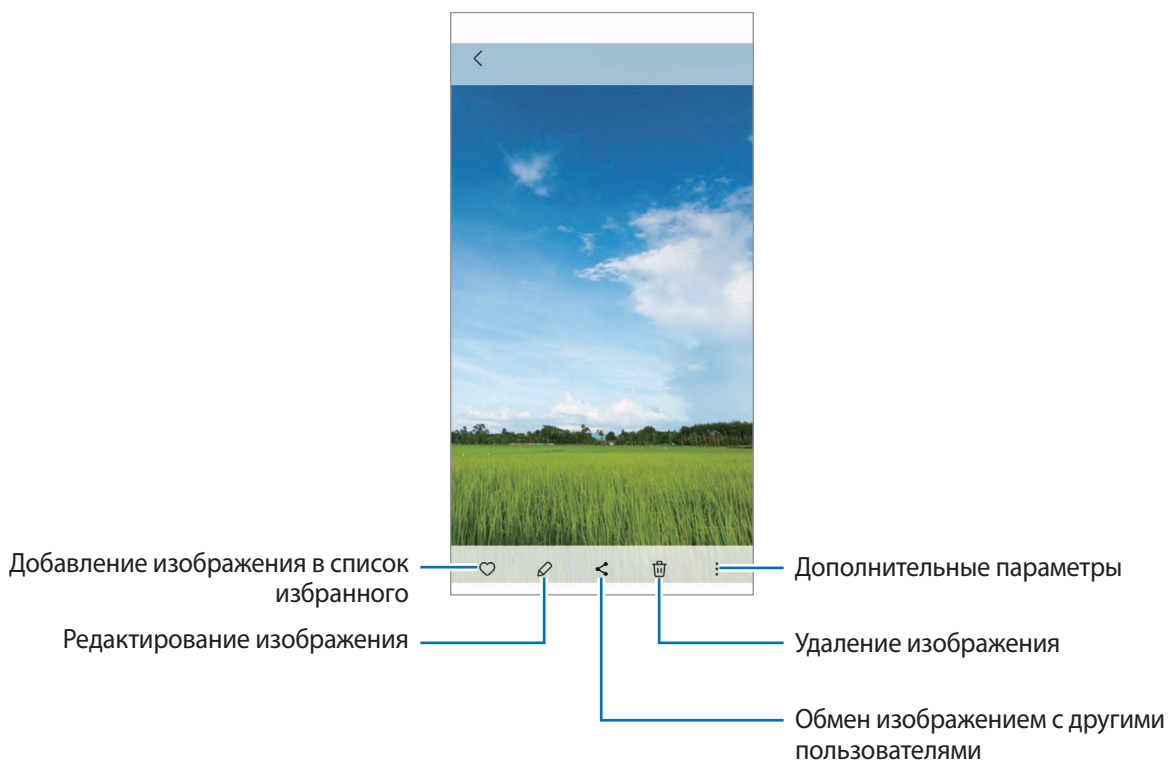 Добавление изображения в список
избранного
Редактирование изображения
Дополнительные параметры
Удаление изображения
Обмен изображением с другими
пользователями